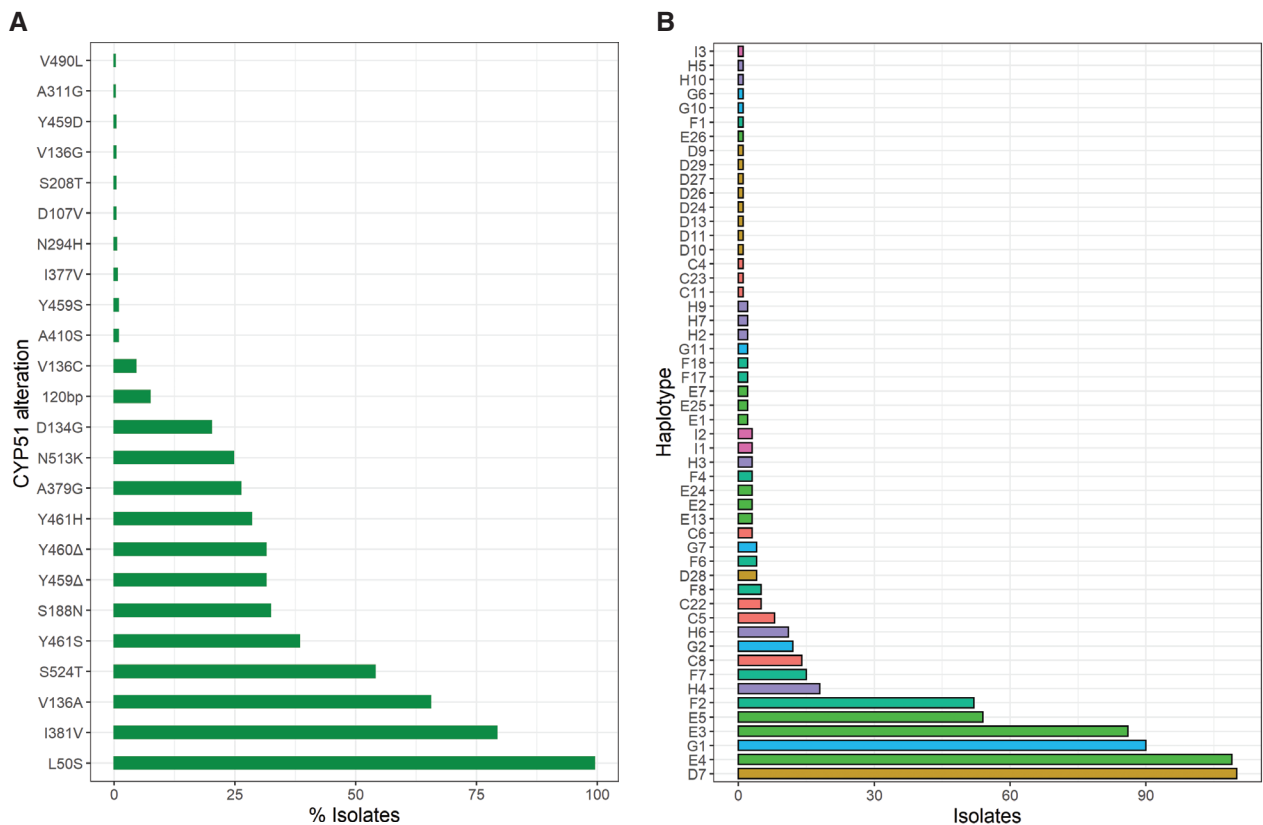 A
CYP51 alteration
V490L
A311G
Y459D
V136G
S208T
D107V
N294H
I377V
Y459S
A410S
V136C
120bp
D134G
N513K
A379G
Y461H
Y460Δ
Y459Δ
S188N
Y461S
S524T
V136A
I381V
L50S
0 25 50 75 100
% Isolates
B
Haplotype
I3
H5
H10
G6
G10
F1
E26
D9
D29
D27
D26
D24
D13
D11
D10
C4
C23
C11
H9
H7
H2
G11
F18
F17
E7
E25
E1
I2
I1
H3
F4
E24
E2
E13
C6
G7
F6
D28
F8
C22
C5
H6
G2
C8
F7
H4
F2
E5
E3
G1
E4
D7
0 30 60 90
Isolates